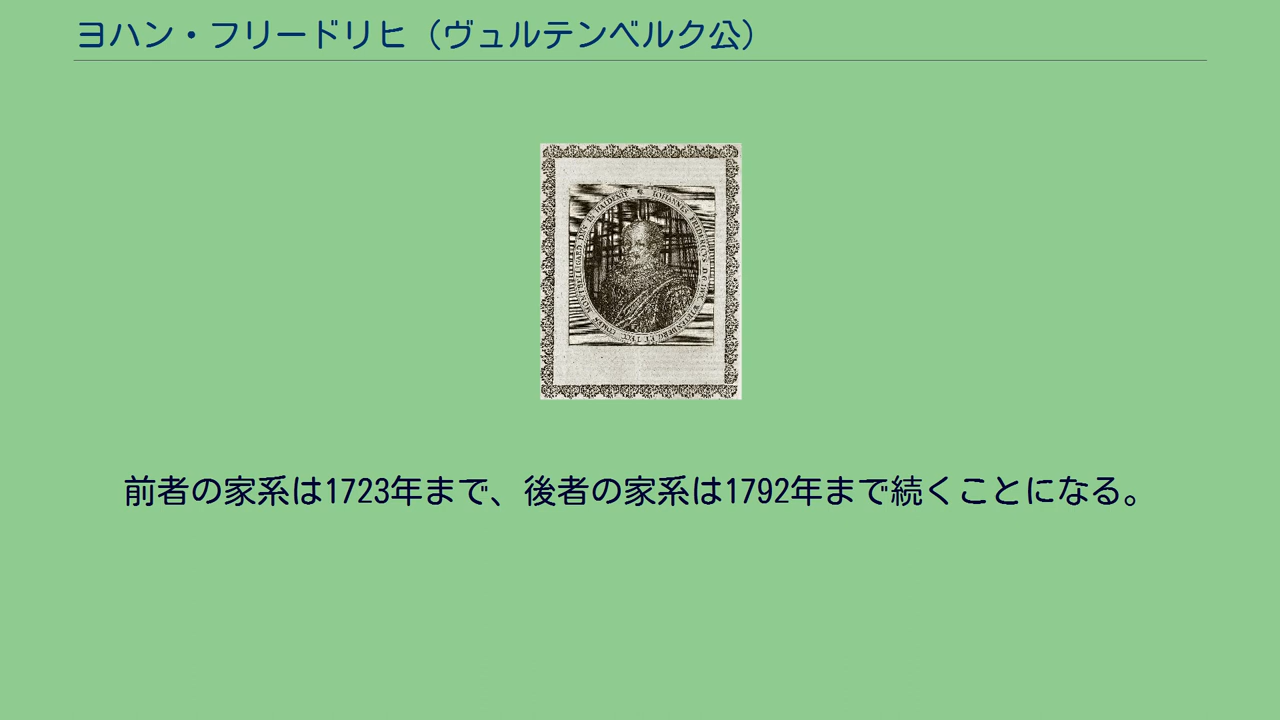 ヨハン・フリードリヒ（ヴュルテンベルク公）
前者の家系は1723年まで、後者の家系は1792年まで続くことになる。